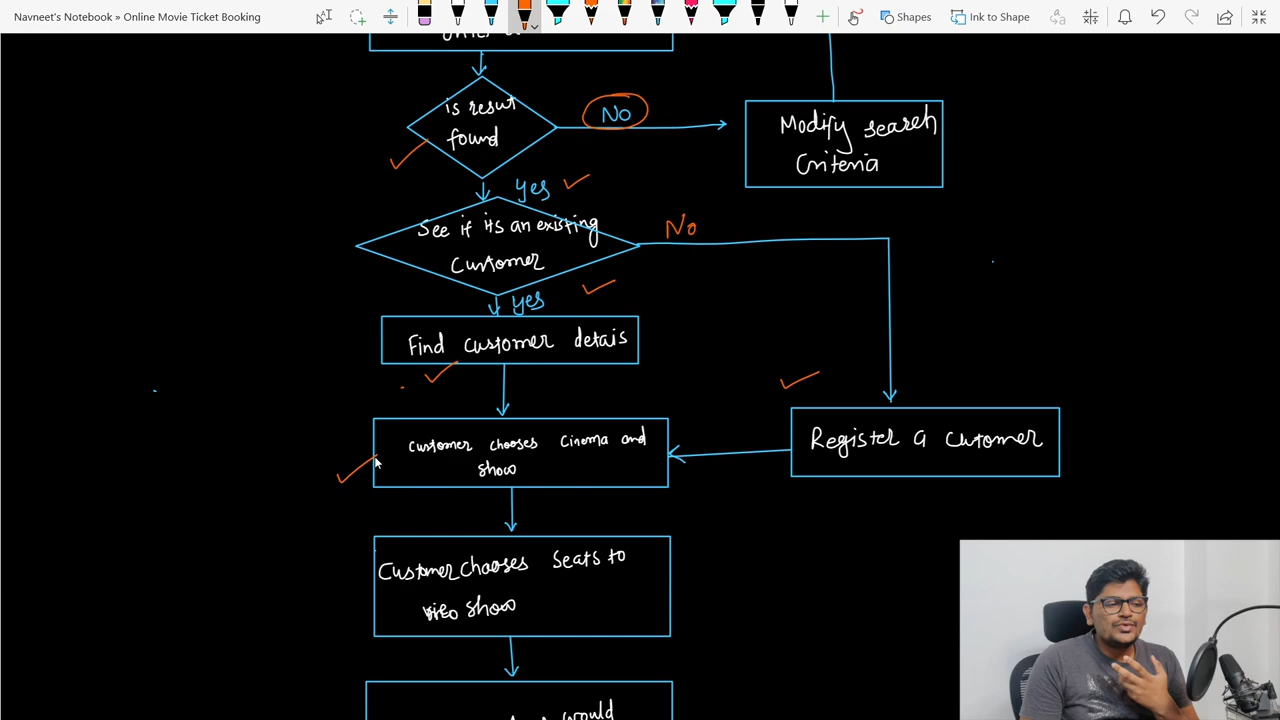 Navneet's Notebook » Online Movie Ticket Booking
Shapes
Ink to Shape
is result
found
No
Modify search
Criteria
yes
See if its an existing
Customer
No
yes
Find customer detais
Customer chooses Cinema and
Show
Register a Cutomer
Customer chooses Seats to
show
would